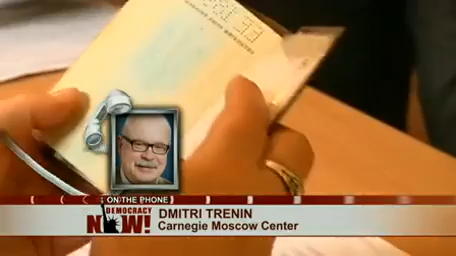 ON THE PHONE
DEMOCRACY
NOW!
DMITRI TRENIN
Carnegie Moscow Center